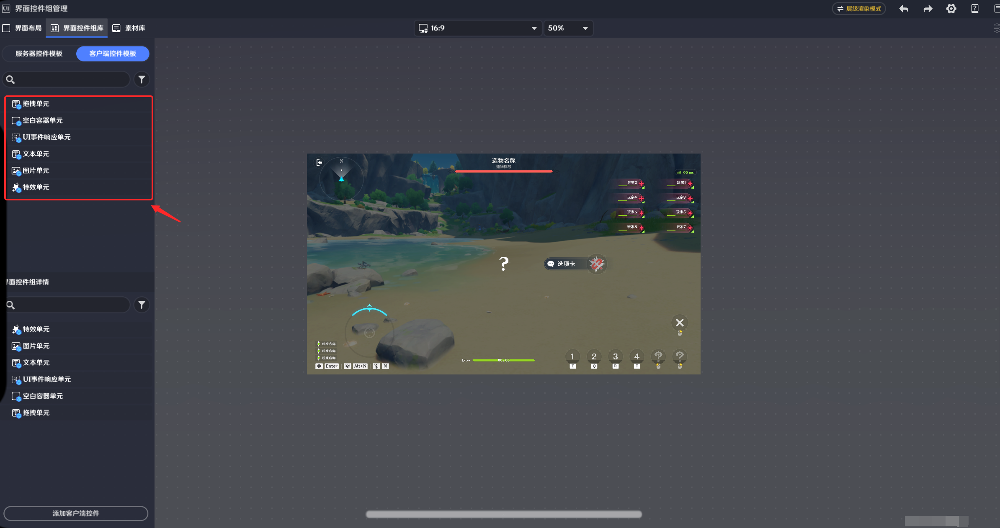 UI 界面控件组管理
层级渲染模式
界面布局
界面控件组库
素材库
16:9
50%
服务器控件模板
客户端控件模板
拖拽单元
空白容器单元
UI事件响应单元
文本单元
图片单元
特效单元
界面控件组详情
特效单元
图片单元
文本单元
UI事件响应单元
空白容器单元
拖拽单元
添加客户端控件
N
造物名称
造物称号
00 ms
玩家2
玩家1
玩家4
玩家3
玩家6
玩家5
玩家8
玩家7
?
选项卡
玩家名称
玩家名称
玩家名称
Enter
Alt+N
N
Lv.--
00/00
1
2
3
4
E
Q
R
T